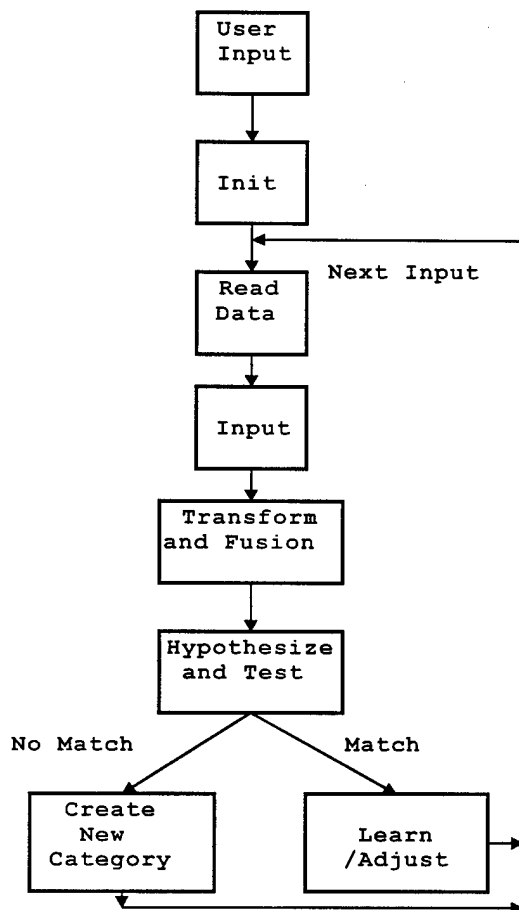 User
Input
Init
Next Input
Read
Data
Input
Transform
and Fusion
Hypothesize
and Test
No Match
Match
Create
New
Category
Learn
/Adjust